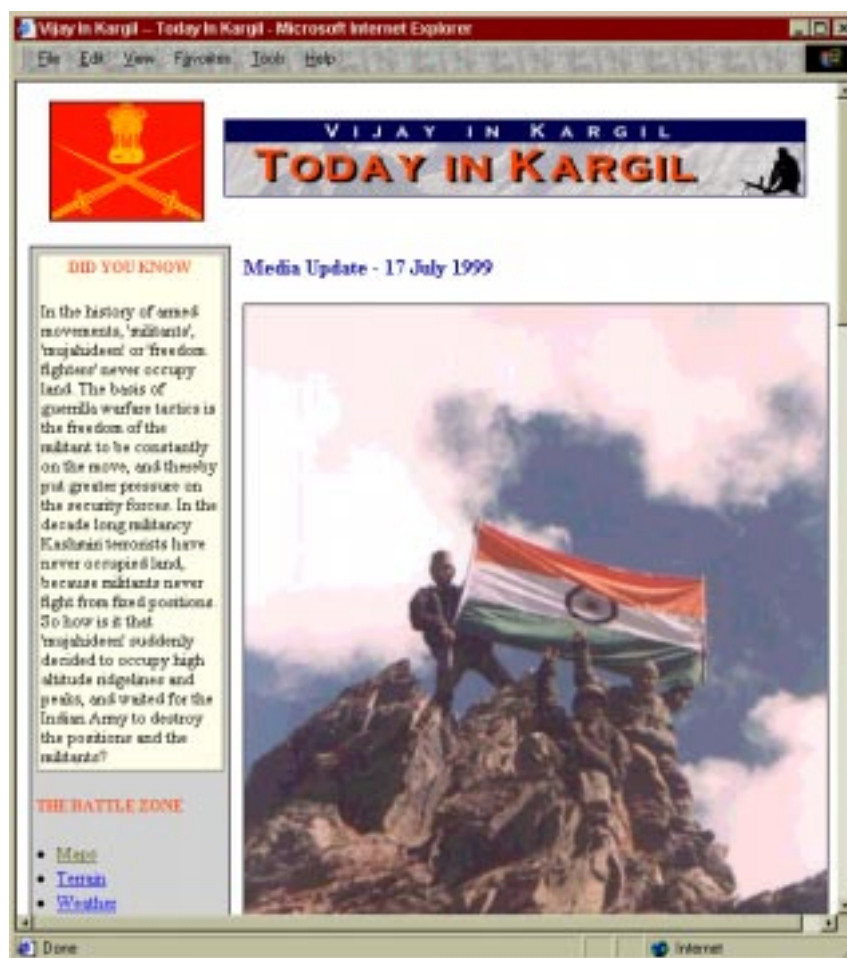 Vijay In Kargil -- Today In Kargil - Microsoft Internet Explorer
File Edit View Favorites Tools Help
VIJAY IN KARGIL
TODAY IN KARGIL
DID YOU KNOW
In the history of armed
movements, 'militants',
'mujahideen' or 'freedom
fighters' never occupy
land. The basis of
guerrilla warfare tactics is
the freedom of the
militant to be constantly
on the move, and thereby
put greater pressure on
the security forces. In the
decade long militancy
Kashmiri terrorists have
never occupied land,
because militants never
fight from fixed positions.
So how is it that
'mujahideen' suddenly
decided to occupy high
altitude ridgelines and
peaks, and waited for the
Indian Army to destroy
the positions and the
militants?
THE BATTLE ZONE
Maps
Terrain
Weather
Media Update - 17 July 1999
Done
Internet